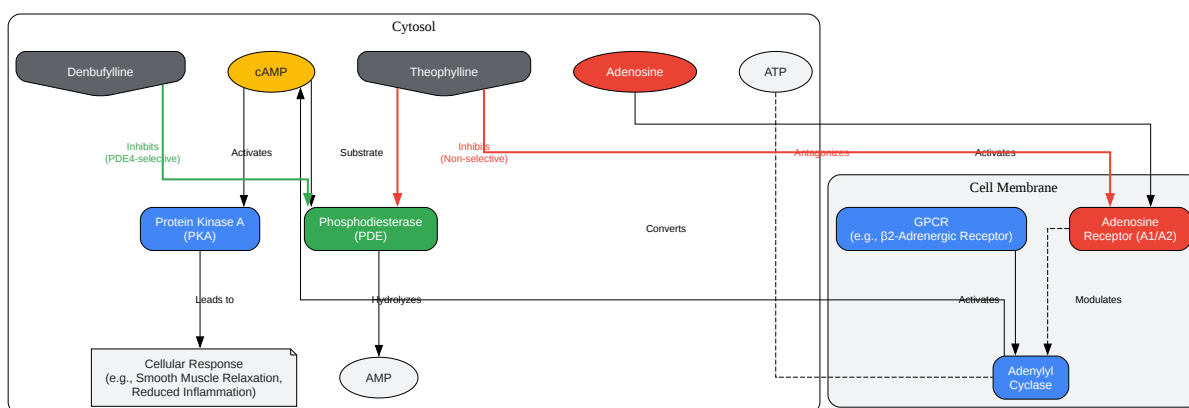 Cytosol
Denbufylline
cAMP
Theophylline
Adenosine
ATP
Inhibits
(PDE4-selective)
Activates
Substrate
Inhibits
(Non-selective)
Antagonizes
Activates
Cell Membrane
Protein Kinase A
(PKA)
Phosphodiesterase
(PDE)
Converts
GPCR
(e.g., β2-Adrenergic Receptor)
Adenosine
Receptor (A1/A2)
Leads to
Hydrolyzes
Activates
Modulates
Cellular Response
(e.g., Smooth Muscle Relaxation,
Reduced Inflammation)
AMP
Adenylyl
Cyclase